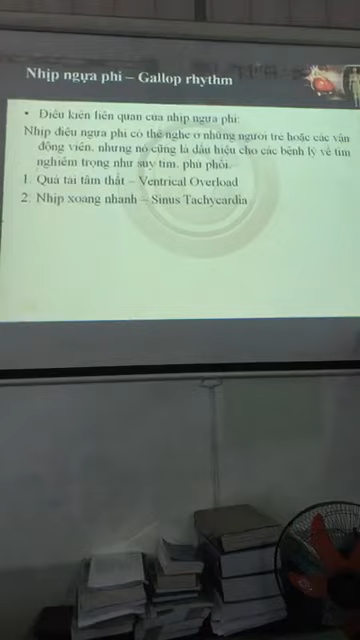 Nhịp ngựa phi – Gallop rhythm
• Điều kiện liên quan của nhịp ngựa phi:
Nhịp điệu ngựa phi có thể nghe ở những người trẻ hoặc các vận
động viên, nhưng nó cũng là dấu hiệu cho các bệnh lý về tim
nghiêm trọng như suy tim, phù phổi.
1. Quá tải tâm thất – Ventrical Overload
2. Nhịp xoang nhanh – Sinus Tachycardia